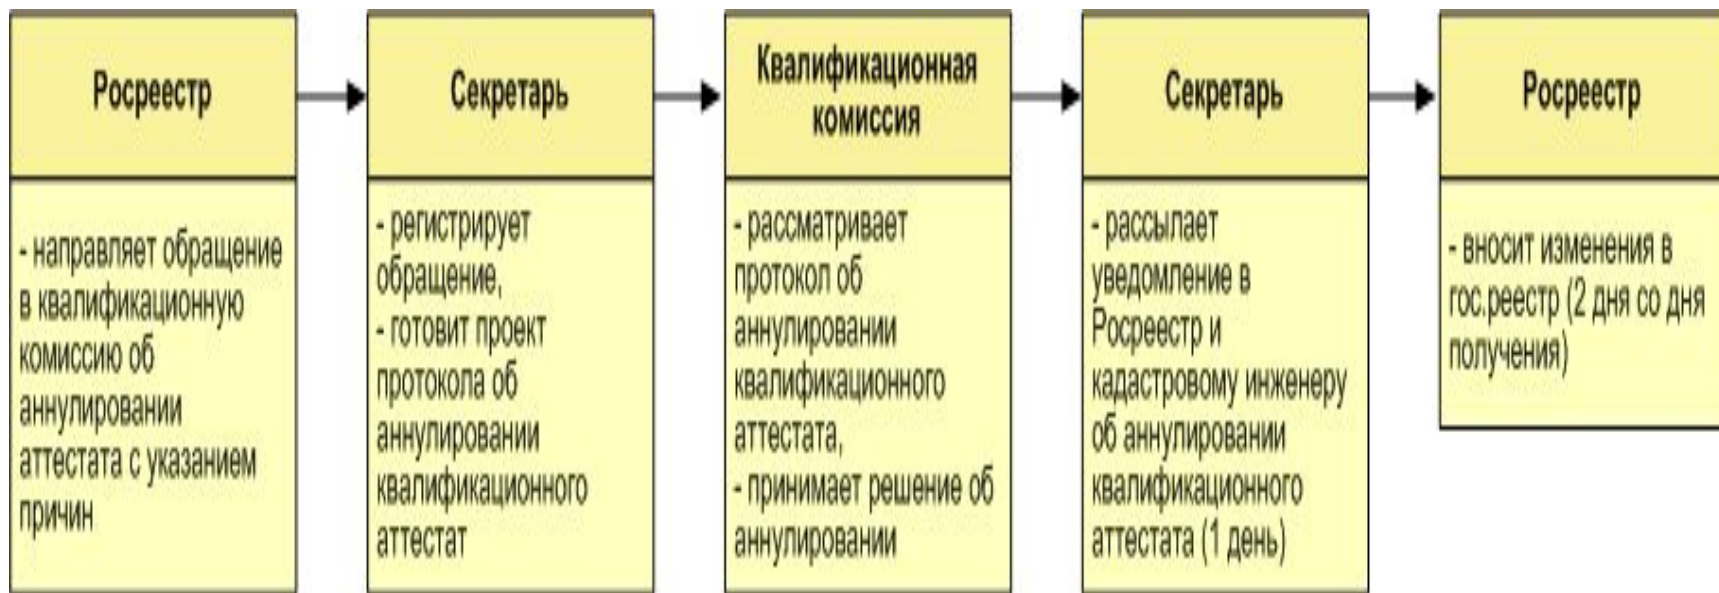 Росреестр
- направляет обращение
в квалификационную
комиссию об
аннулировании
аттестата с указанием
причин
Секретарь
- регистрирует
обращение,
- готовит проект
протокола об
аннулировании
квалификационного
аттестат
Квалификационная
комиссия
- рассматривает
протокол об
аннулировании
квалификационного
аттестата,
- принимает решение об
аннулировании
Секретарь
- рассылает
уведомление в
Росреестр и
кадастровому инженеру
об аннулировании
квалификационного
аттестата (1 день)
Росреестр
- вносит изменения в
гос.реестр (2 дня со дня
получения)